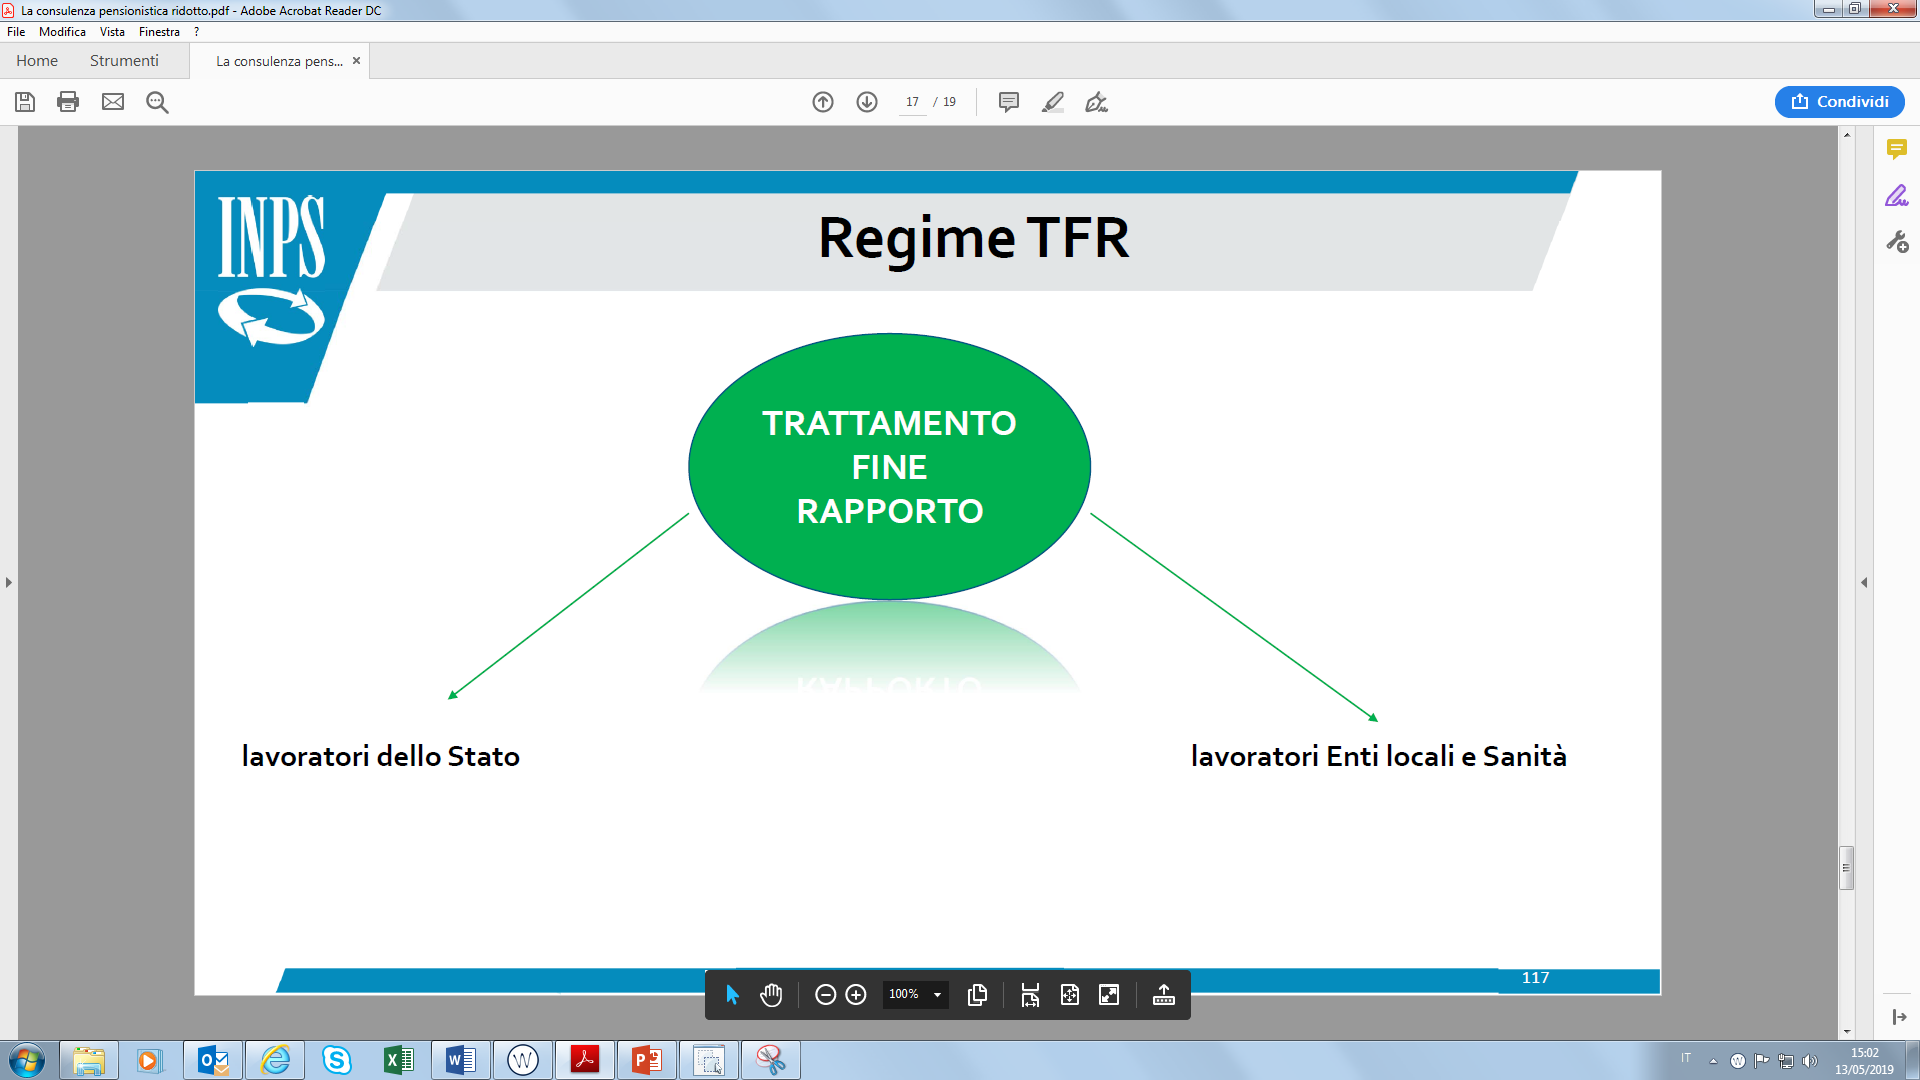 La consulenza pensionistica ridotto.pdf - Adobe Acrobat Reader DC
File Modifica Vista Finestra ?
Home Strumenti La consulenza pens... ×
17 / 19
Condividi
INPS
Regime TFR
TRATTAMENTO
FINE
RAPPORTO
RAPPORTO
lavoratori dello Stato
lavoratori Enti locali e Sanità
117
100%
IT
15:02
13/05/2019